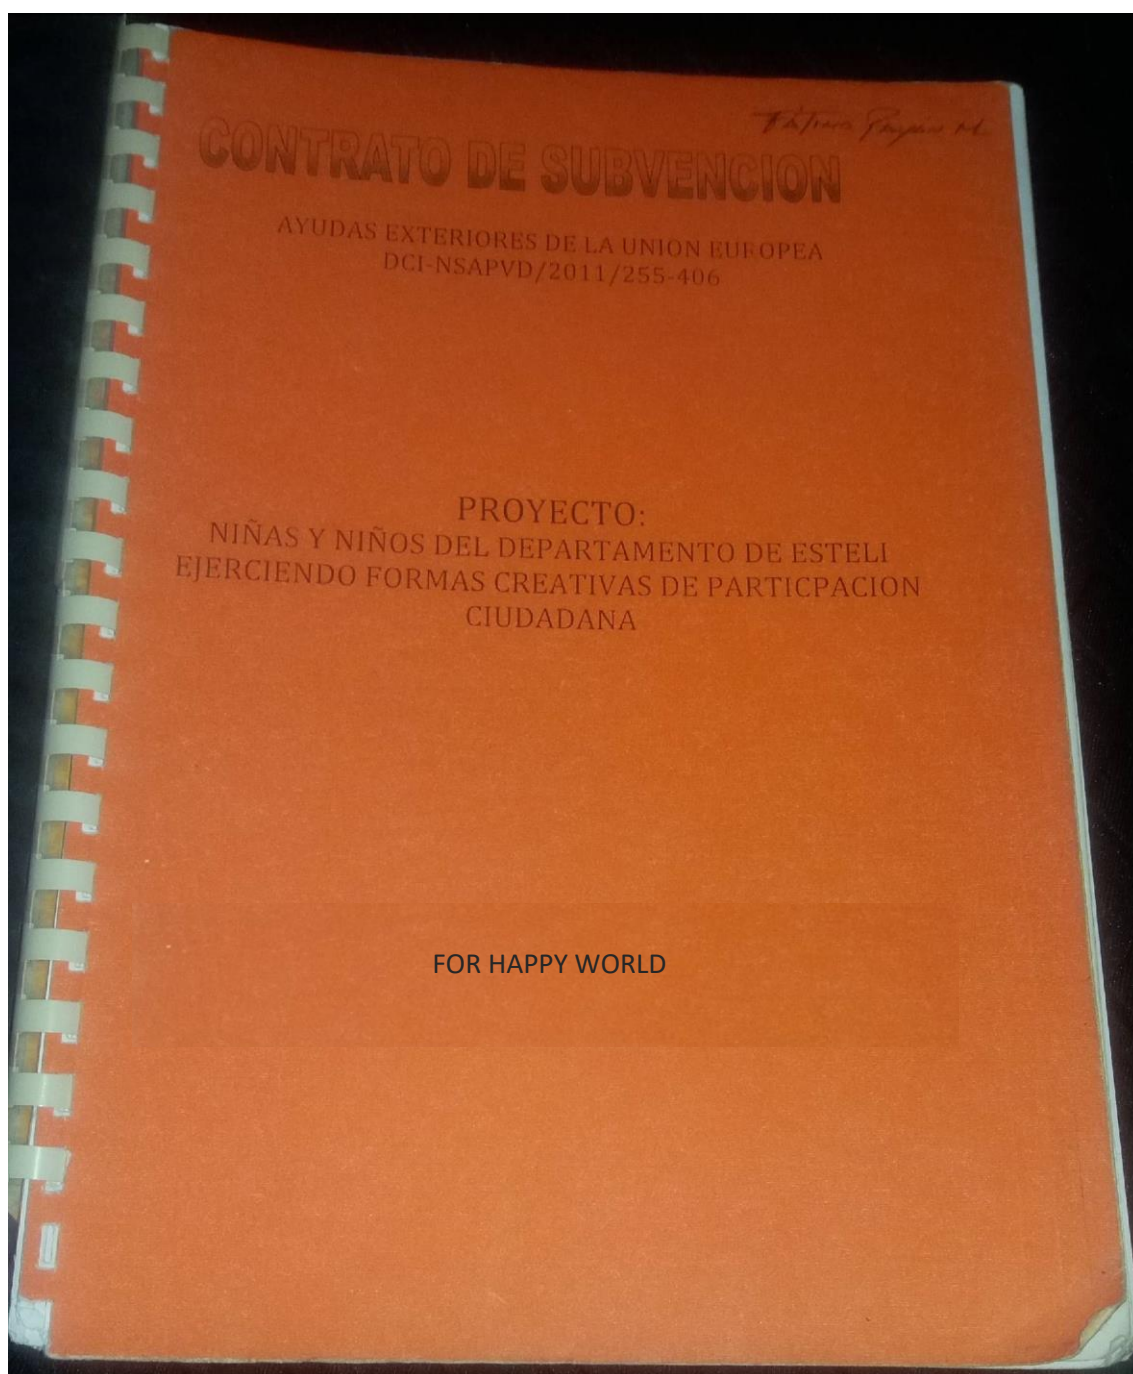 CONTRATO DE SUBVENCION
AYUDAS EXTERIORES DE LA UNION EUROPEA
DCI-NSAPVD/2011/255-406
PROYECTO:
NIÑAS Y NIÑOS DEL DEPARTAMENTO DE ESTELI
EJERCIENDO FORMAS CREATIVAS DE PARTICPACION
CIUDADANA
FOR HAPPY WORLD